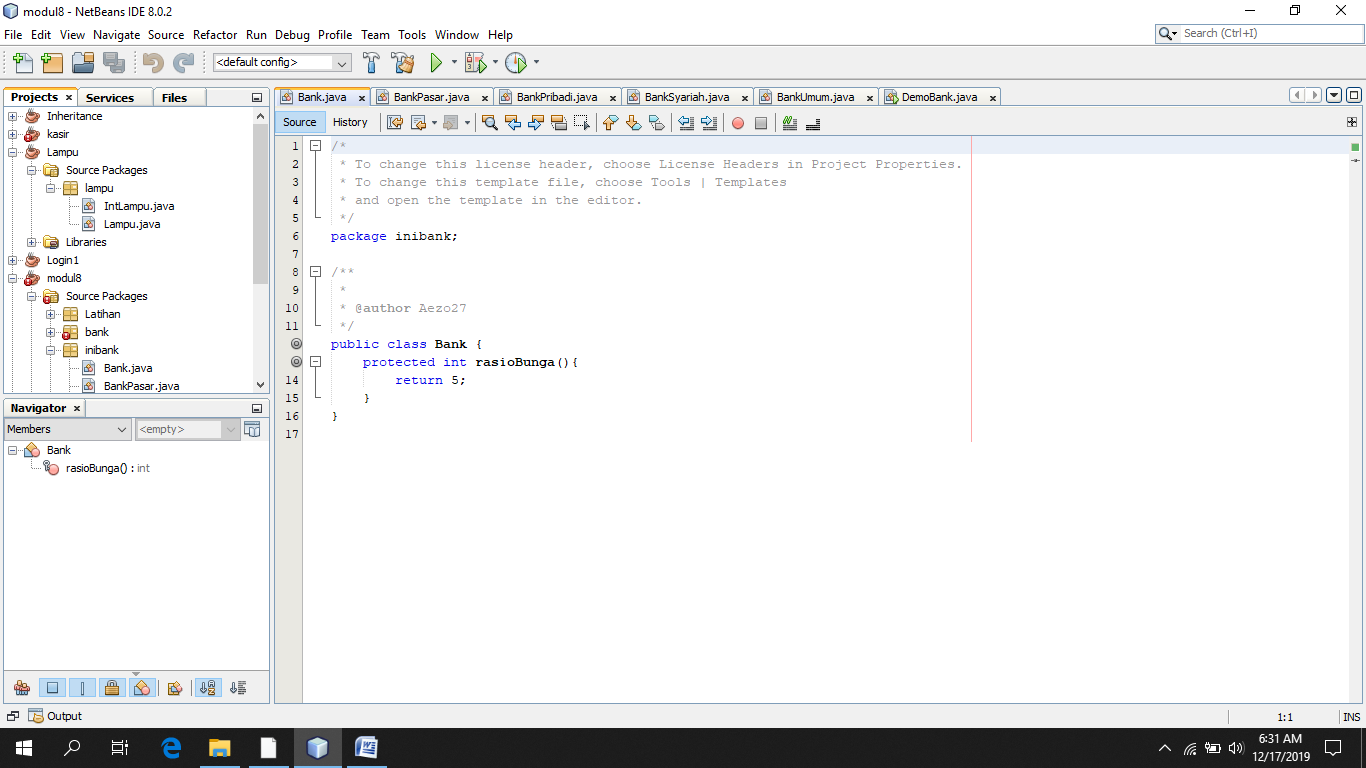 modul8 - NetBeans IDE 8.0.2
File Edit View Navigate Source Refactor Run Debug Profile Team Tools Window Help
Search (Ctrl+I)
<default config>
Projects
Services
Files
Inheritance
kasir
Lampu
Source Packages
lampu
IntLampu.java
Lampu.java
Libraries
Login1
modul8
Source Packages
Latihan
bank
inibank
Bank.java
BankPasar.java
Navigator
Members
<empty>
Bank
rasioBunga() : int
Bank.java BankPasar.java BankPribadi.java BankSyariah.java BankUmum.java DemoBank.java
Source History
1 /*
2 * To change this license header, choose License Headers in Project Properties.
3 * To change this template file, choose Tools | Templates
4 * and open the template in the editor.
5 */
6 package inibank;
7
8 /**
9 *
10 * @author Aezo27
11 */
public class Bank {
protected int rasioBunga(){
14 return 5;
15 }
16 }
17
Output
1:1 INS
6:31 AM
12/17/2019